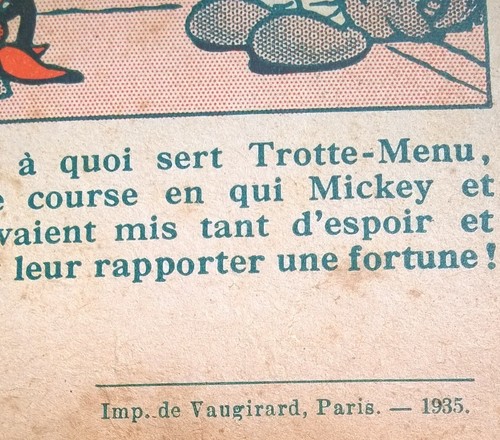 à quoi sert Trotte-Menu,
course en qui Mickey et
vaient mis tant d'espoir et
leur rapporter une fortune !
Imp. de Vaugirard, Paris. — 1935.